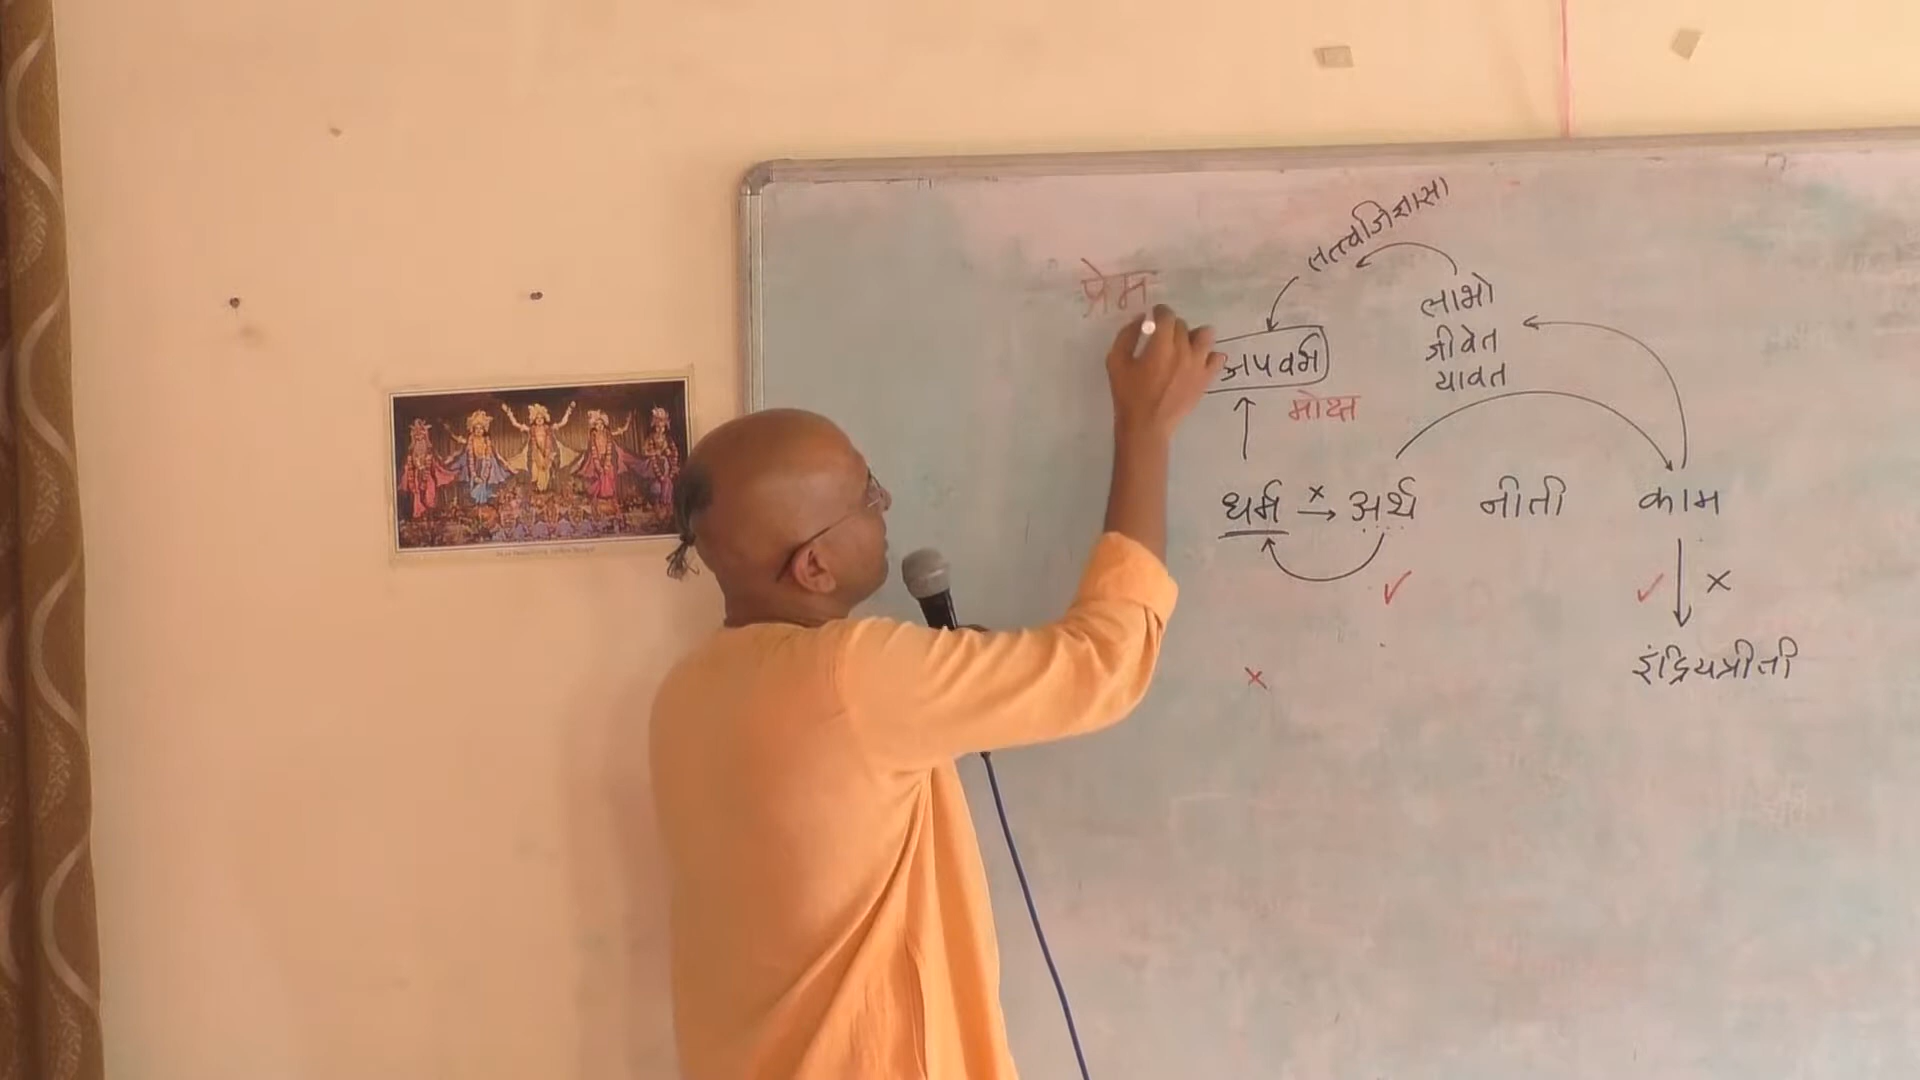 तत्त्वजिज्ञासा
प्रेम
लाभो
जीवेत
यावत
अपवर्ग
मोक्ष
धर्म x → अर्थ नीती काम
✓ ✓ x
x
इंद्रियप्रीती